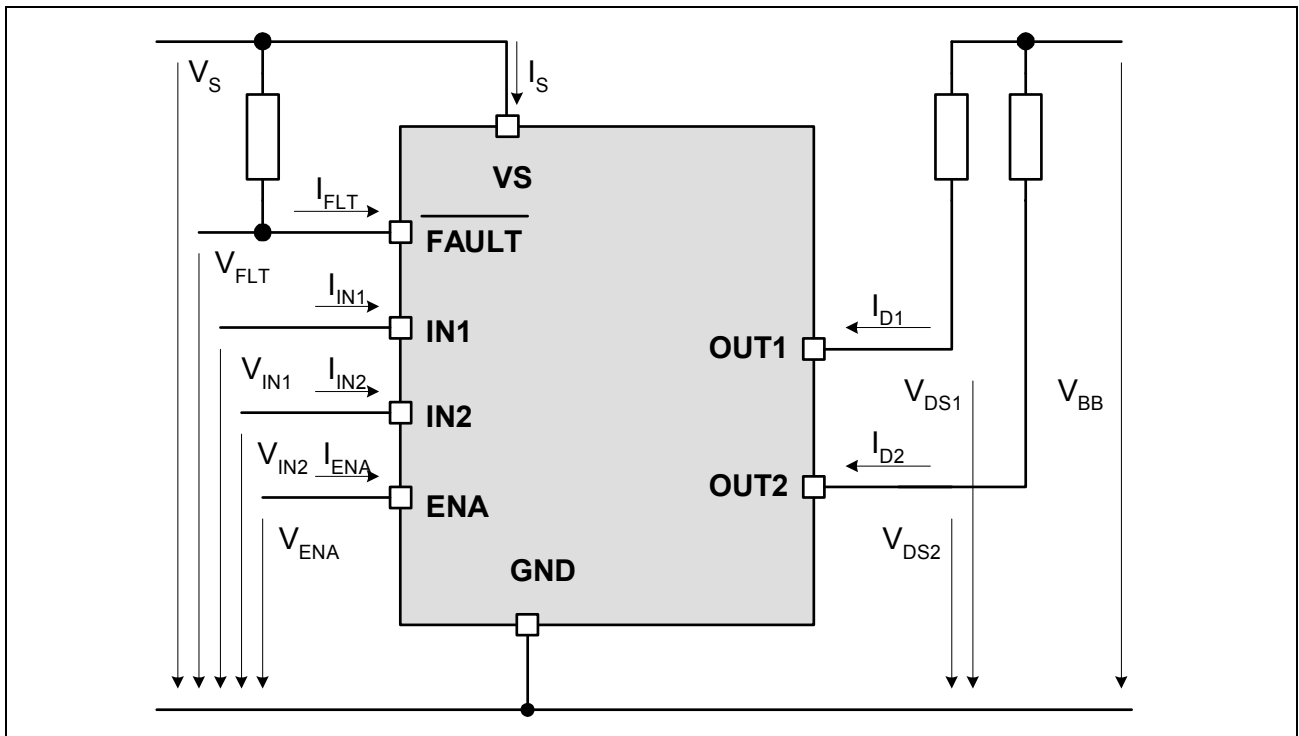 V_S
I_S
VS
I_FLT
FAULT
V_FLT
I_IN1
IN1
I_D1
OUT1
V_IN1
I_IN2
V_DS1
V_BB
IN2
V_IN2
I_ENA
I_D2
OUT2
ENA
V_ENA
V_DS2
GND